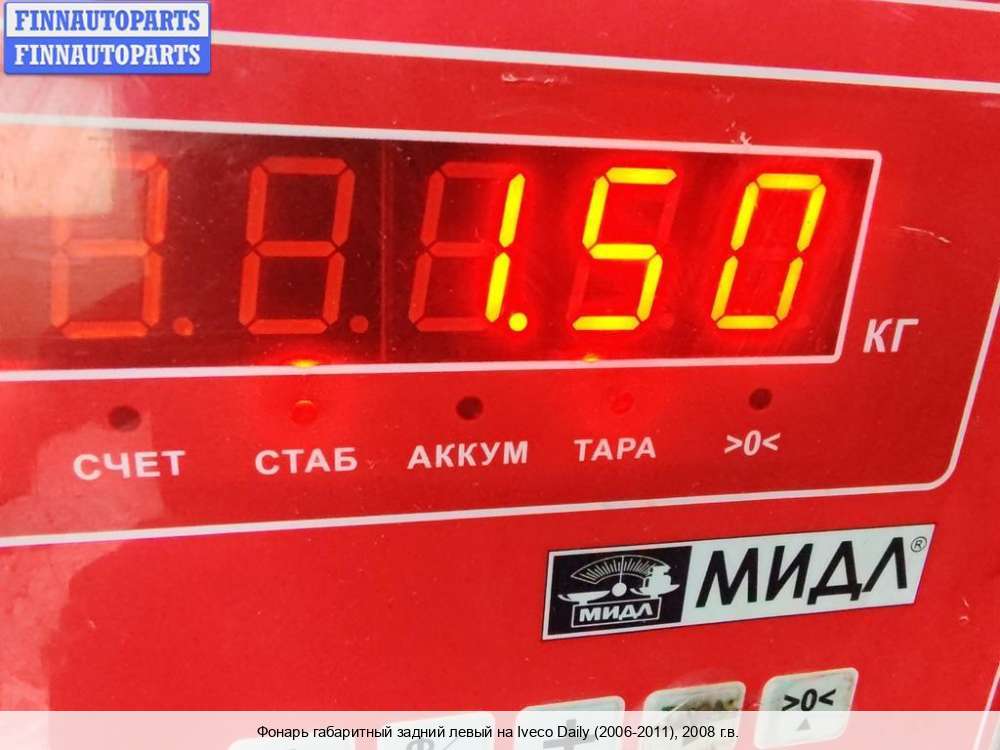 FINNAUTOPARTS
FINNAUTOPARTS
1.50
КГ
СЧЕТ СТАБ АККУМ ТАРА >0<
МИДЛ МИДЛ®
>0<
Фонарь габаритный задний левый на Iveco Daily (2006-2011), 2008 г.в.